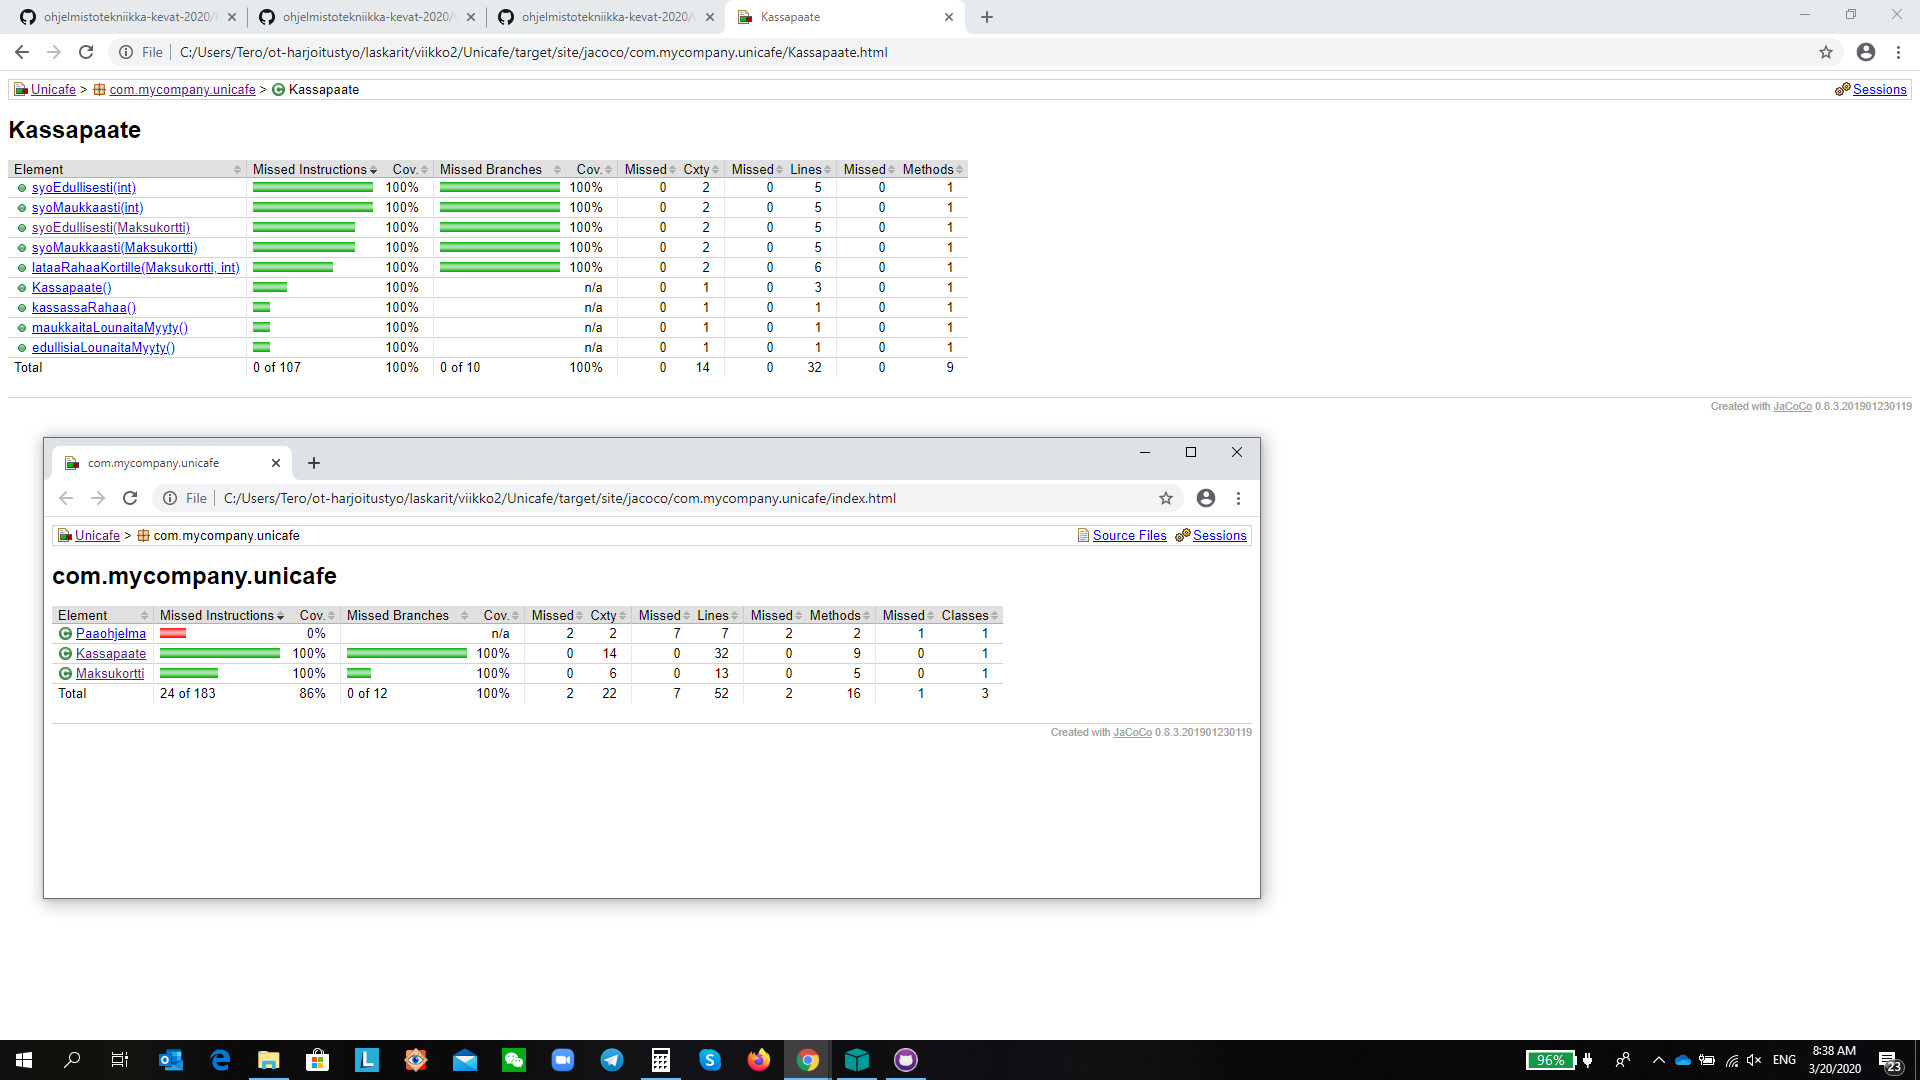 ohjelmistotekniikka-kevat-2020/ ohjelmistotekniikka-kevat-2020/ ohjelmistotekniikka-kevat-2020/ Kassapaate
File C:/Users/Tero/ot-harjoitustyo/laskarit/viikko2/Unicafe/target/site/jacoco/com.mycompany.unicafe/Kassapaate.html
Unicafe > com.mycompany.unicafe > Kassapaate Sessions
Kassapaate
Element Missed Instructions Cov. Missed Branches Cov. Missed Cxty Missed Lines Missed Methods
syoEdullisesti(int) 100% 100% 0 2 0 5 0 1
syoMaukkaasti(int) 100% 100% 0 2 0 5 0 1
syoEdullisesti(Maksukortti) 100% 100% 0 2 0 5 0 1
syoMaukkaasti(Maksukortti) 100% 100% 0 2 0 5 0 1
lataaRahaaKortille(Maksukortti, int) 100% 100% 0 2 0 6 0 1
Kassapaate() 100% n/a 0 1 0 3 0 1
kassassaRahaa() 100% n/a 0 1 0 1 0 1
maukkaitaLounaitaMyyty() 100% n/a 0 1 0 1 0 1
edullisiaLounaitaMyyty() 100% n/a 0 1 0 1 0 1
Total 0 of 107 100% 0 of 10 100% 0 14 0 32 0 9
Created with JaCoCo 0.8.3.201901230119
com.mycompany.unicafe
File C:/Users/Tero/ot-harjoitustyo/laskarit/viikko2/Unicafe/target/site/jacoco/com.mycompany.unicafe/index.html
Unicafe > com.mycompany.unicafe Source Files Sessions
com.mycompany.unicafe
Element Missed Instructions Cov. Missed Branches Cov. Missed Cxty Missed Lines Missed Methods Missed Classes
Paaohjelma 0% n/a 2 2 7 7 2 2 1 1
Kassapaate 100% 100% 0 14 0 32 0 9 0 1
Maksukortti 100% 100% 0 6 0 13 0 5 0 1
Total 24 of 183 86% 0 of 12 100% 2 22 7 52 2 16 1 3
Created with JaCoCo 0.8.3.201901230119
96% ENG 8:38 AM
3/20/2020 23